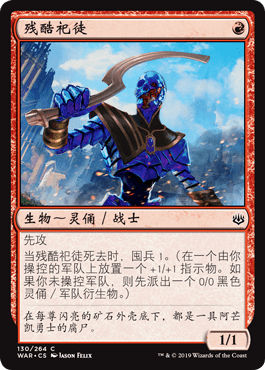 残酷祀徒
生物～灵俑 / 战士
先攻
当残酷祀徒死去时，囤兵 1。（在一个由你
操控的军队上放置一个 +1/+1 指示物。如
果你未操控军队，则先派出一个 0/0 黑色
灵俑／军队衍生物。）
在每尊闪亮的矿石外壳底下，都是一具阿芒
凯勇士的腐尸。
1/1
130/264 C
WAR • CS JASON FELIX
™ & © 2019 Wizards of the Coast